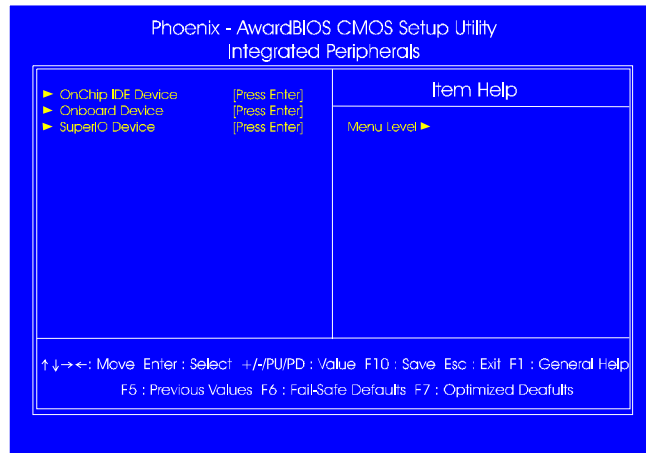 Phoenix - AwardBIOS CMOS Setup Utility
Integrated Peripherals
► OnChip IDE Device [Press Enter]
► Onboard Device [Press Enter]
► SuperIO Device [Press Enter]
Item Help
Menu Level ►
↑↓→←: Move Enter : Select +/-/PU/PD : Value F10 : Save Esc : Exit F1 : General Help
F5 : Previous Values F6 : Fail-Safe Defaults F7 : Optimized Deafults